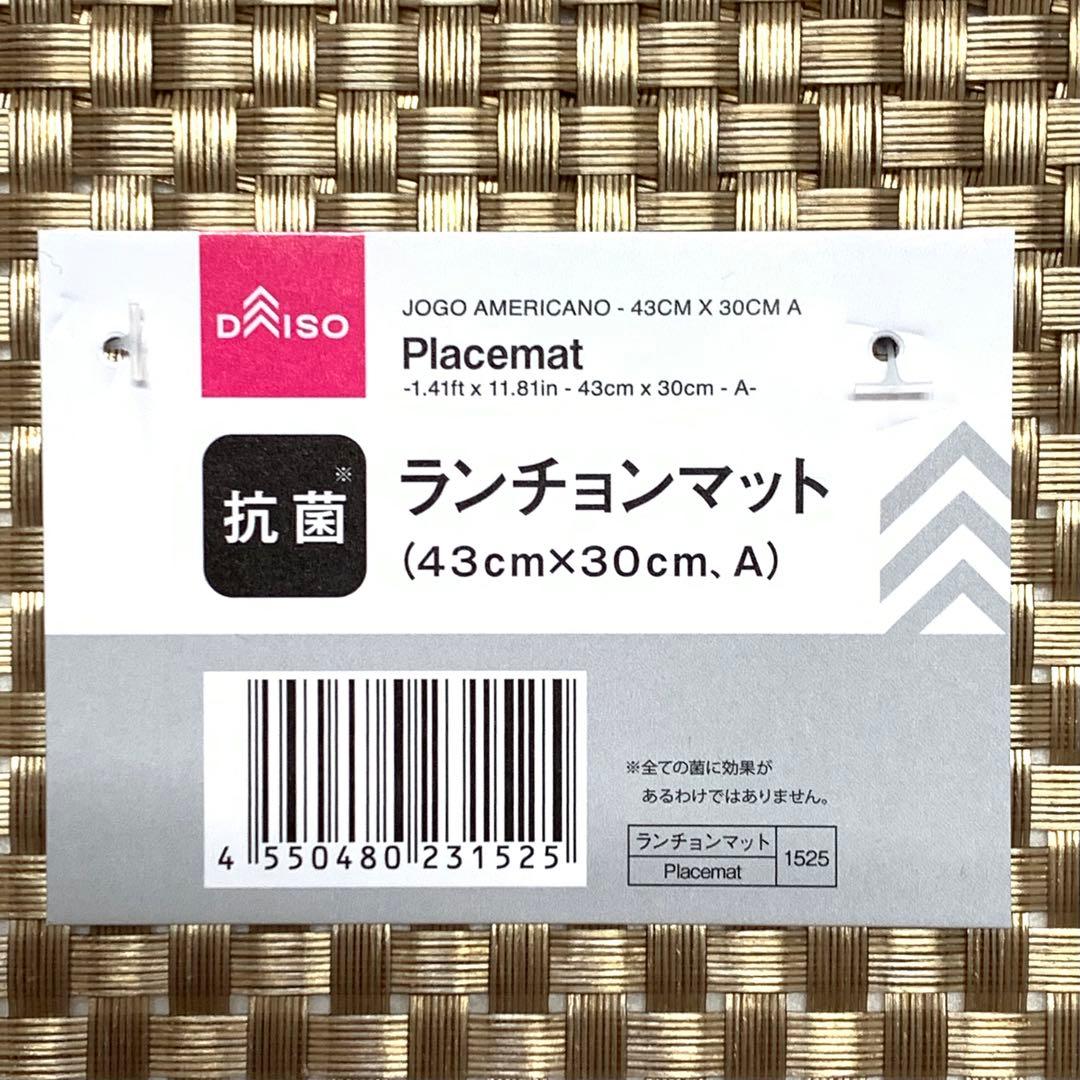 DAISO
JOGO AMERICANO - 43CM X 30CM A
Placemat
-1.41ft x 11.81in - 43cm x 30cm - A-
抗菌※
ランチョンマット
(43cm×30cm、A)
4 550480 231525
※全ての菌に効果が
あるわけではありません。
ランチョンマット
Placemat
1525